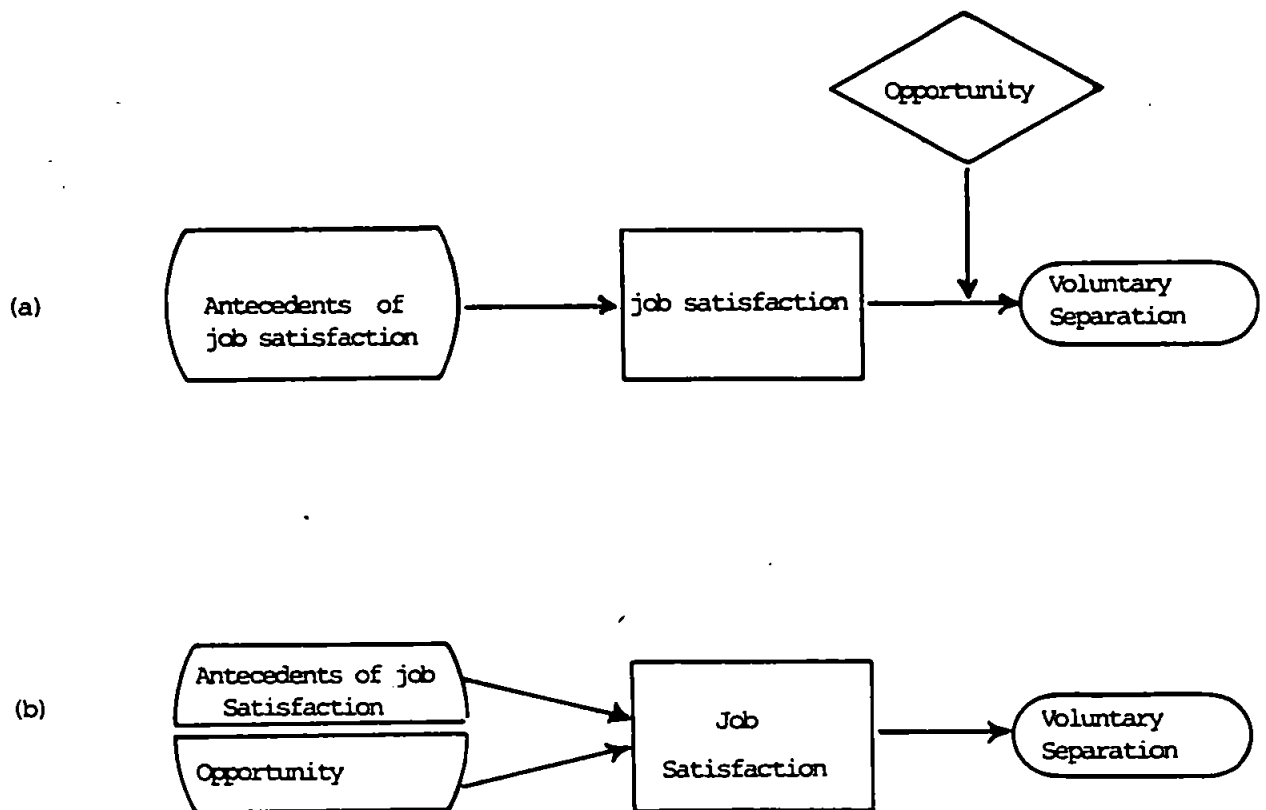 Opportunity
(a)
Antecedents of
job satisfaction
job satisfaction
Voluntary
Separation
(b)
Antecedents of job
Satisfaction
Opportunity
Job
Satisfaction
Voluntary
Separation